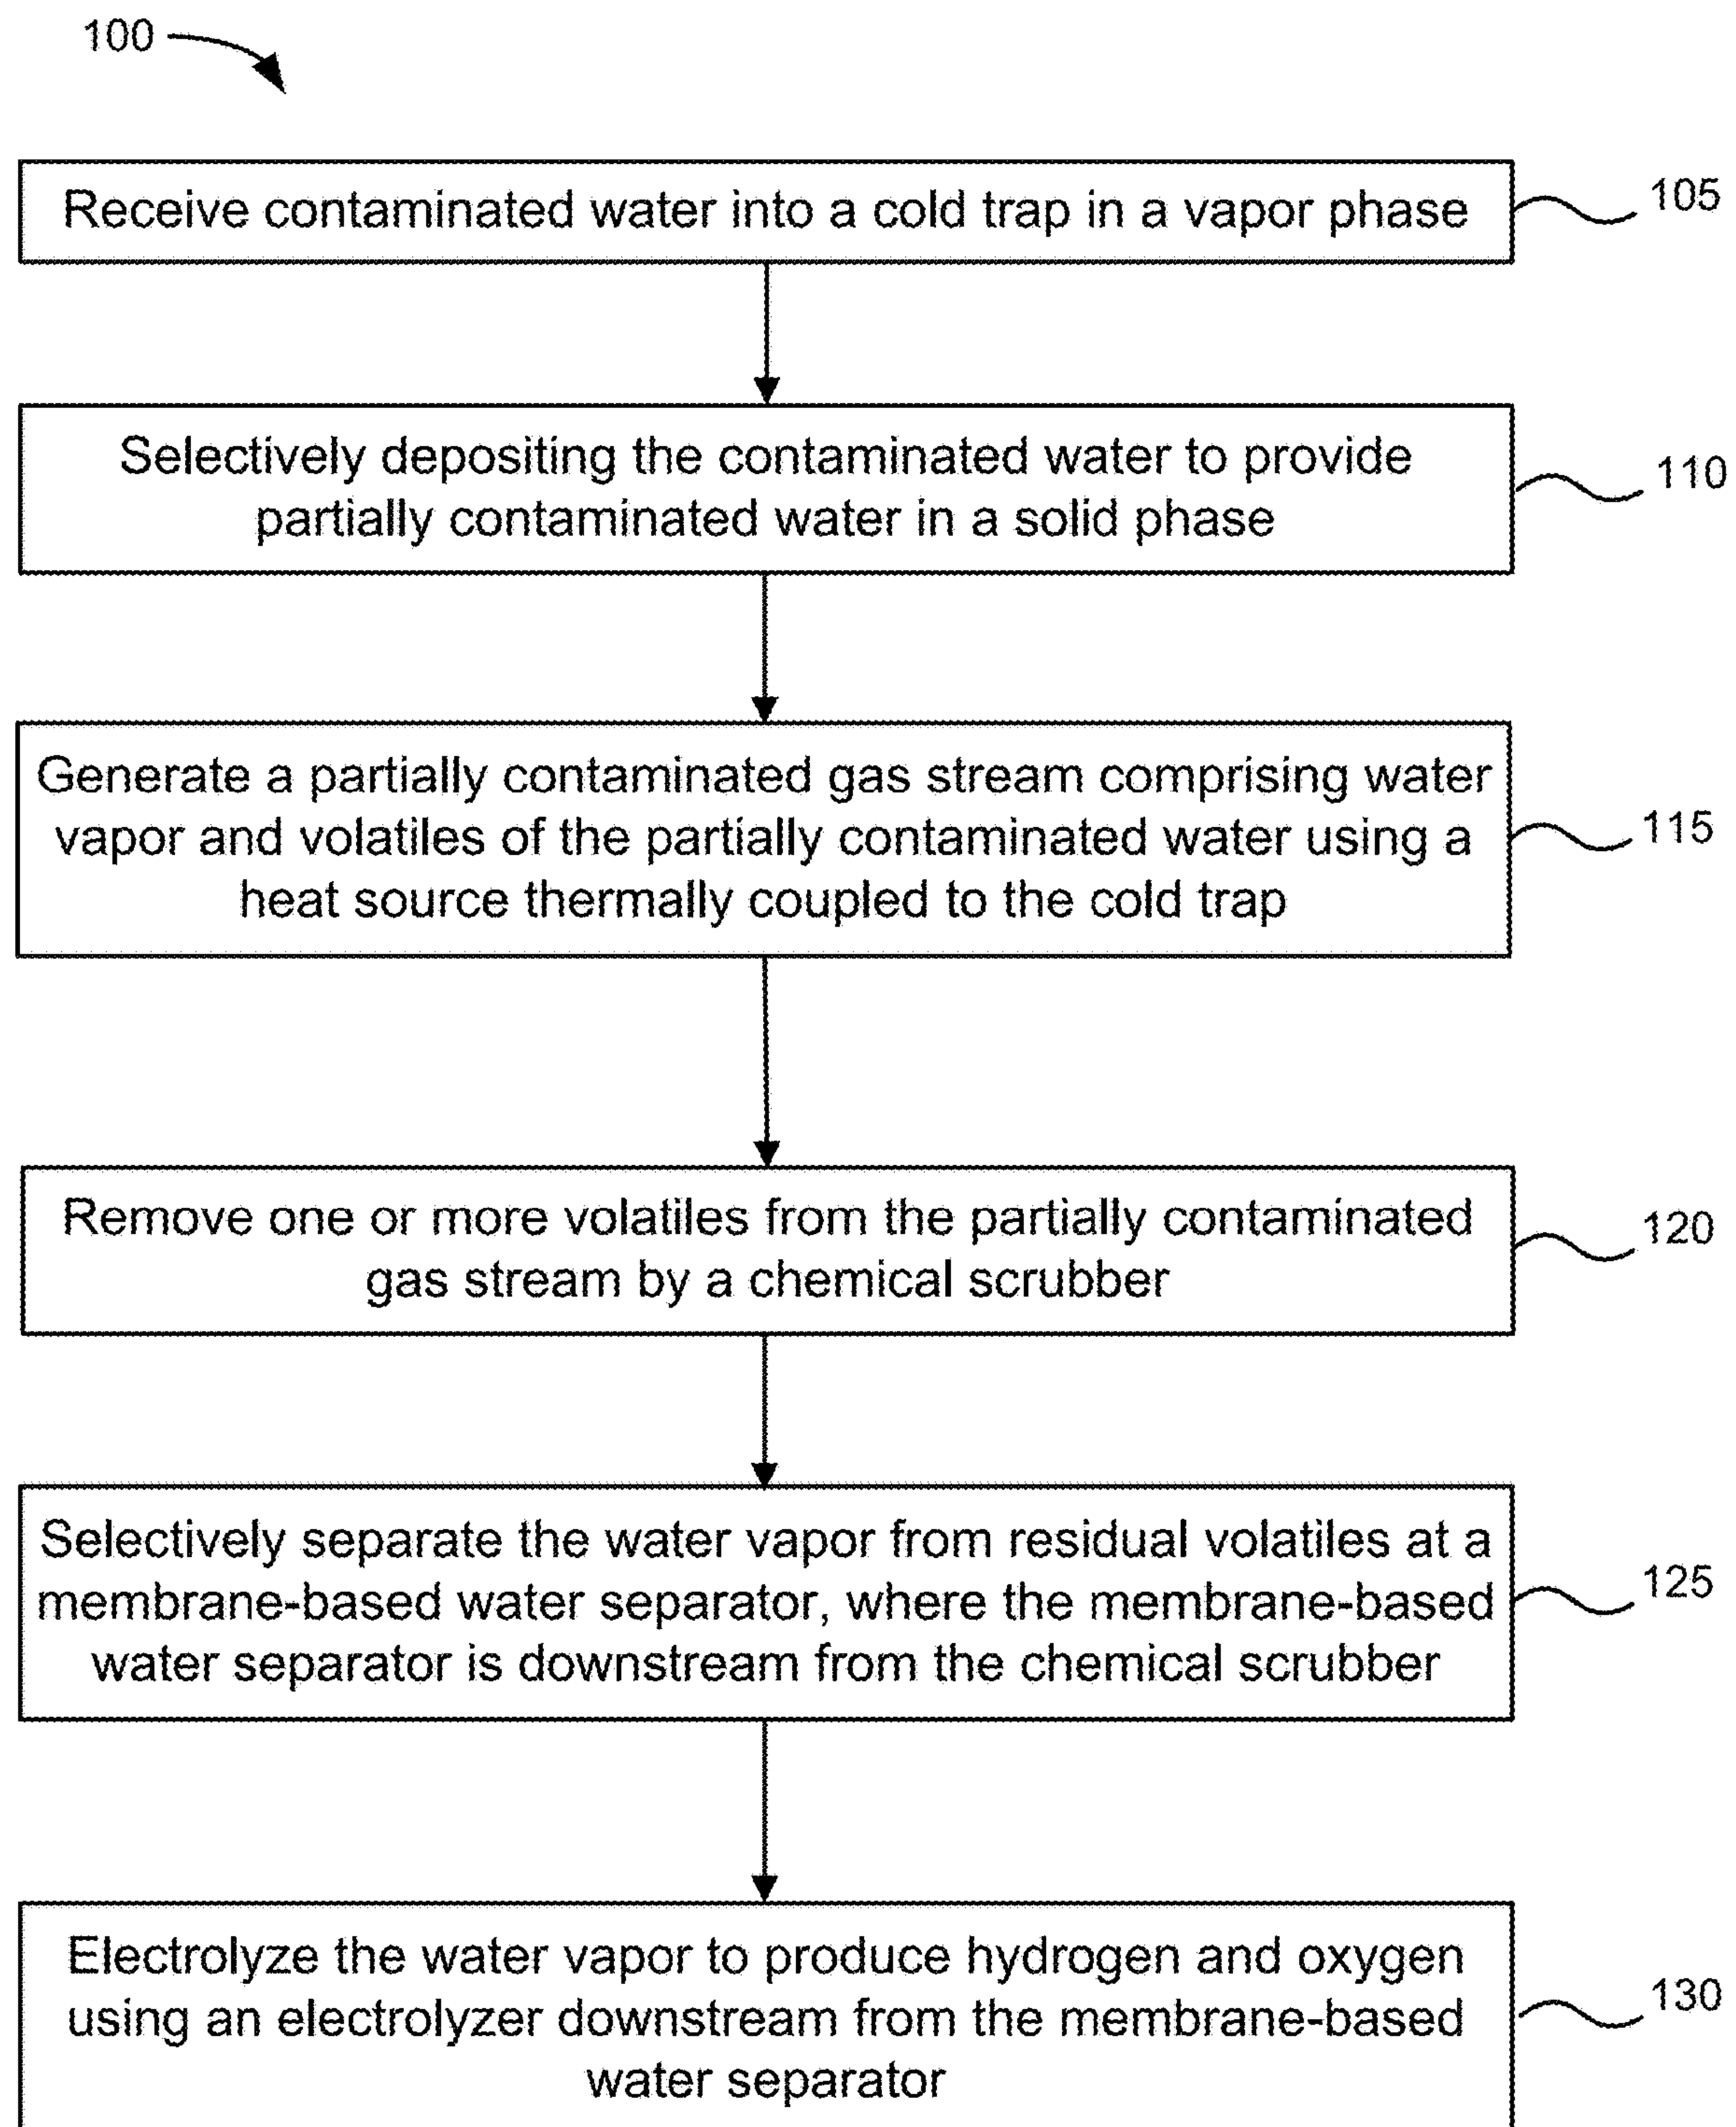 100
Receive contaminated water into a cold trap in a vapor phase
105
Selectively depositing the contaminated water to provide
partially contaminated water in a solid phase
110
Generate a partially contaminated gas stream comprising water
vapor and volatiles of the partially contaminated water using a
heat source thermally coupled to the cold trap
115
Remove one or more volatiles from the partially contaminated
gas stream by a chemical scrubber
120
Selectively separate the water vapor from residual volatiles at a
membrane-based water separator, where the membrane-based
water separator is downstream from the chemical scrubber
125
Electrolyze the water vapor to produce hydrogen and oxygen
using an electrolyzer downstream from the membrane-based
water separator
130